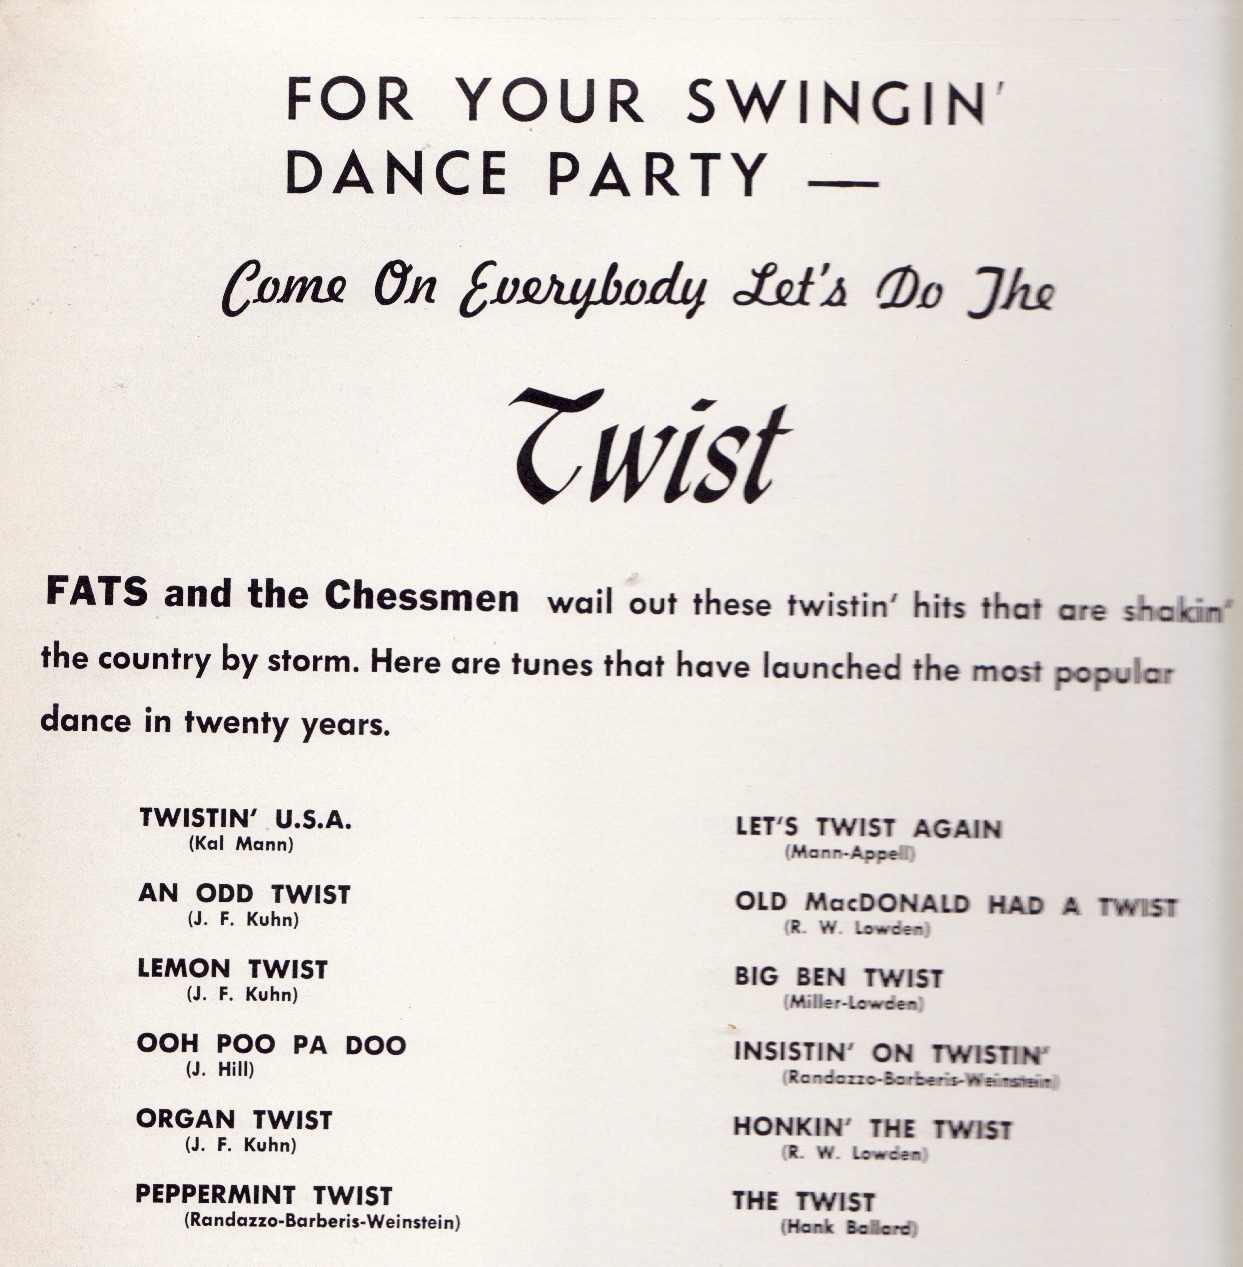 FOR YOUR SWINGIN'
DANCE PARTY —
Come On Everybody Let's Do The
Twist
FATS and the Chessmen wail out these twistin' hits that are shakin'
the country by storm. Here are tunes that have launched the most popular
dance in twenty years.
TWISTIN' U.S.A.
(Kal Mann)
AN ODD TWIST
(J. F. Kuhn)
LEMON TWIST
(J. F. Kuhn)
OOH POO PA DOO
(J. Hill)
ORGAN TWIST
(J. F. Kuhn)
PEPPERMINT TWIST
(Randazzo-Barberis-Weinstein)
LET'S TWIST AGAIN
(Mann-Appell)
OLD MacDONALD HAD A TWIST
(R. W. Lowden)
BIG BEN TWIST
(Miller-Lowden)
INSISTIN' ON TWISTIN'
(Randazzo-Barberis-Weinstein)
HONKIN' THE TWIST
(R. W. Lowden)
THE TWIST
(Hank Ballard)